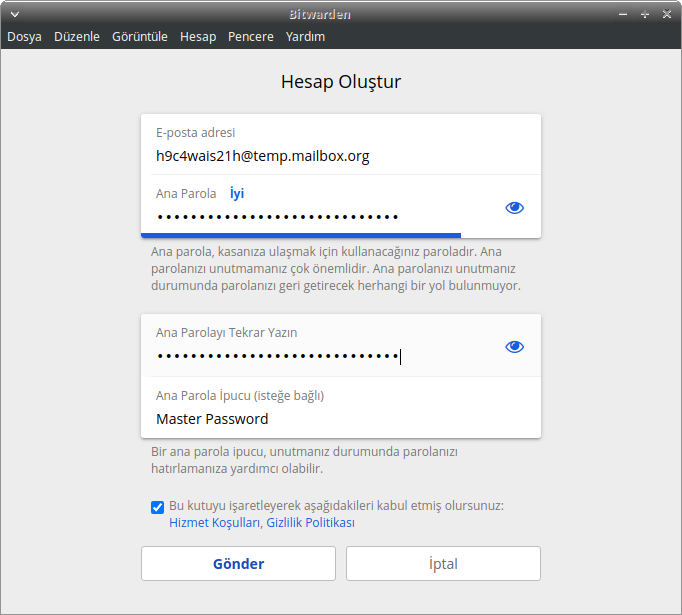 Bitwarden
Dosya Düzenle Görüntüle Hesap Pencere Yardım
Hesap Oluştur
E-posta adresi
h9c4wais21h@temp.mailbox.org
Ana Parola İyi
•••••••••••••••••••••••••••••
Ana parola, kasanıza ulaşmak için kullanacağınız paroladır. Ana
parolanızı unutmamanız çok önemlidir. Ana parolanızı unutmanız
durumunda parolanızı geri getirecek herhangi bir yol bulunmuyor.
Ana Parolayı Tekrar Yazın
•••••••••••••••••••••••••••••
Ana Parola İpucu (isteğe bağlı)
Master Password
Bir ana parola ipucu, unutmanız durumunda parolanızı
hatırlamanıza yardımcı olabilir.
Bu kutuyu işaretleyerek aşağıdakileri kabul etmiş olursunuz:
Hizmet Koşulları, Gizlilik Politikası
Gönder İptal